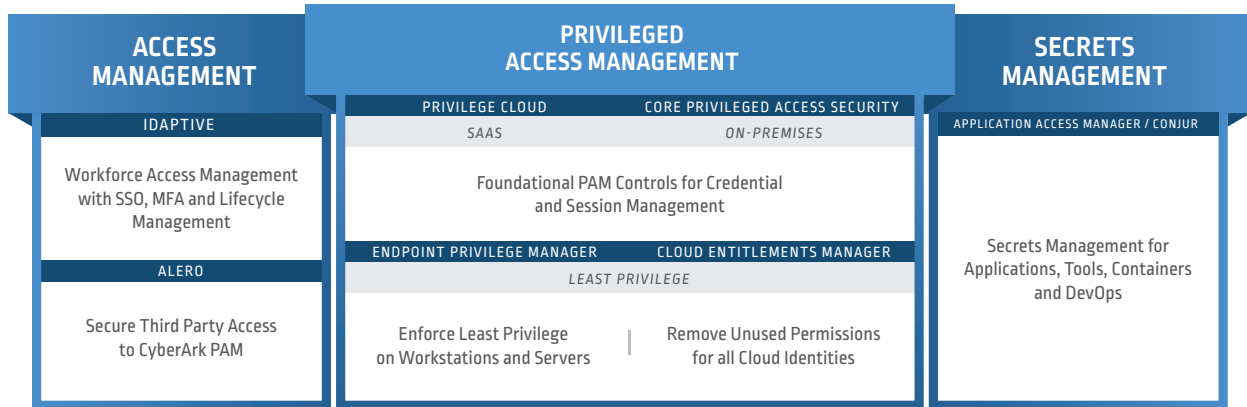 ACCESS
MANAGEMENT
IDAPTIVE
Workforce Access Management
with SSO, MFA and Lifecycle
Management
ALERO
Secure Third Party Access
to CyberArk PAM
PRIVILEGED
ACCESS MANAGEMENT
PRIVILEGE CLOUD
CORE PRIVILEGED ACCESS SECURITY
SAAS
ON-PREMISES
Foundational PAM Controls for Credential
and Session Management
ENDPOINT PRIVILEGE MANAGER
CLOUD ENTITLEMENTS MANAGER
LEAST PRIVILEGE
Enforce Least Privilege
on Workstations and Servers
Remove Unused Permissions
for all Cloud Identities
SECRETS
MANAGEMENT
APPLICATION ACCESS MANAGER / CONJUR
Secrets Management for
Applications, Tools, Containers
and DevOps